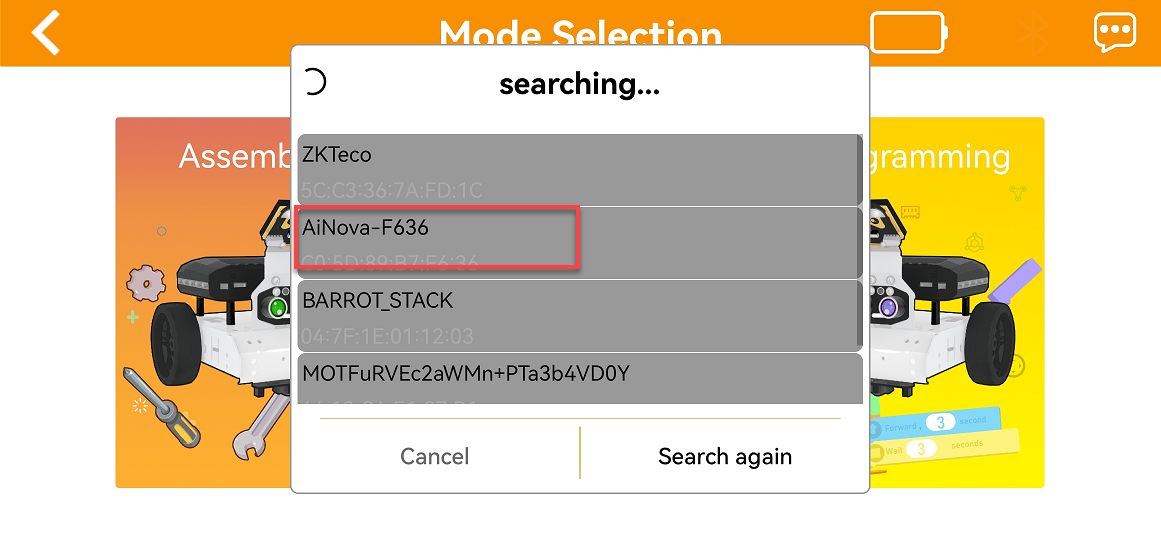 Mode Selection
searching...
Assemb
gramming
ZKTeco
5C:C3:36:7A:FD:1C
AiNova-F636
C0:5D:89:B7:F6:36
BARROT_STACK
04:7F:1E:01:12:03
MOTFuRVEc2aWMn+PTa3b4VD0Y
Forward , 3 second
Wait 3 seconds
Cancel
Search again